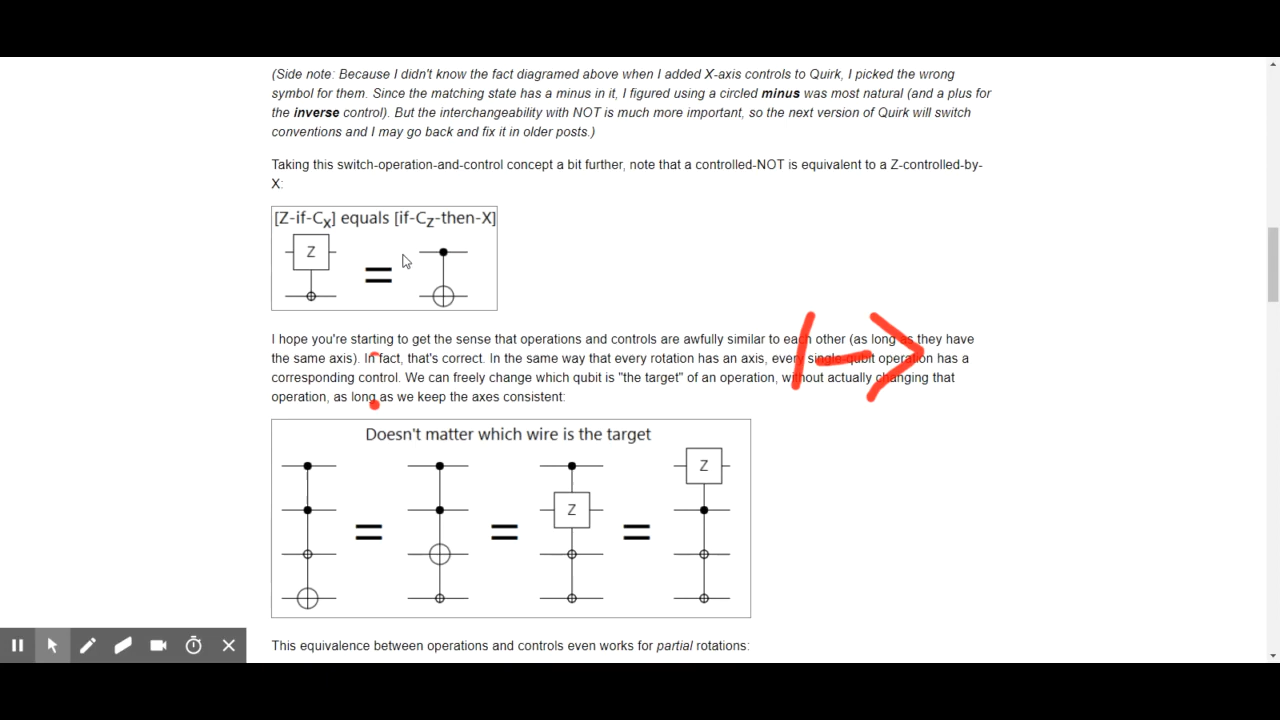 (Side note: Because I didn't know the fact diagramed above when I added X-axis controls to Quirk, I picked the wrong
symbol for them. Since the matching state has a minus in it, I figured using a circled minus was most natural (and a plus for
the inverse control). But the interchangeability with NOT is much more important, so the next version of Quirk will switch
conventions and I may go back and fix it in older posts.)
Taking this switch-operation-and-control concept a bit further, note that a controlled-NOT is equivalent to a Z-controlled-by-
X:
[Z-if-Cx] equals [if-Cz-then-X]
Z
=
I hope you're starting to get the sense that operations and controls are awfully similar to each other (as long as they have
the same axis). In fact, that's correct. In the same way that every rotation has an axis, every single-qubit operation has a
corresponding control. We can freely change which qubit is "the target" of an operation, without actually changing that
operation, as long as we keep the axes consistent:
|->
Doesn't matter which wire is the target
Z
Z
= = =
This equivalence between operations and controls even works for partial rotations: